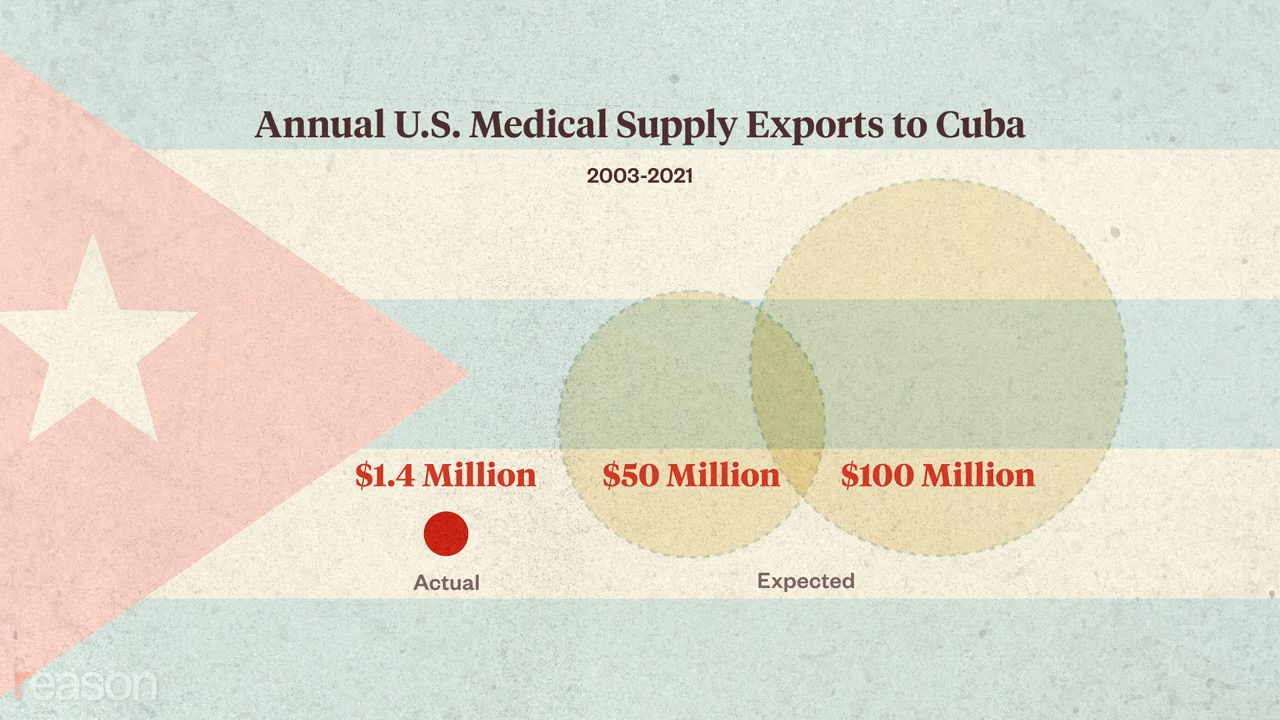 Annual U.S. Medical Supply Exports to Cuba
2003-2021
$1.4 Million
$50 Million
$100 Million
Actual
Expected
reason